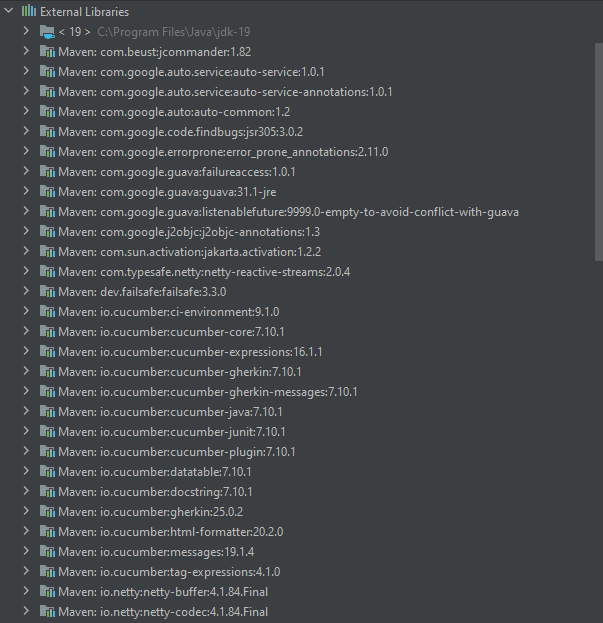 External Libraries
< 19 > C:\Program Files\Java\jdk-19
Maven: com.beust:jcommander:1.82
Maven: com.google.auto.service:auto-service:1.0.1
Maven: com.google.auto.service:auto-service-annotations:1.0.1
Maven: com.google.auto:auto-common:1.2
Maven: com.google.code.findbugs:jsr305:3.0.2
Maven: com.google.errorprone:error_prone_annotations:2.11.0
Maven: com.google.guava:failureaccess:1.0.1
Maven: com.google.guava:guava:31.1-jre
Maven: com.google.guava:listenablefuture:9999.0-empty-to-avoid-conflict-with-guava
Maven: com.google.j2objc:j2objc-annotations:1.3
Maven: com.sun.activation:jakarta.activation:1.2.2
Maven: com.typesafe.netty:netty-reactive-streams:2.0.4
Maven: dev.failsafe:failsafe:3.3.0
Maven: io.cucumber:ci-environment:9.1.0
Maven: io.cucumber:cucumber-core:7.10.1
Maven: io.cucumber:cucumber-expressions:16.1.1
Maven: io.cucumber:cucumber-gherkin:7.10.1
Maven: io.cucumber:cucumber-gherkin-messages:7.10.1
Maven: io.cucumber:cucumber-java:7.10.1
Maven: io.cucumber:cucumber-junit:7.10.1
Maven: io.cucumber:cucumber-plugin:7.10.1
Maven: io.cucumber:datatable:7.10.1
Maven: io.cucumber:docstring:7.10.1
Maven: io.cucumber:gherkin:25.0.2
Maven: io.cucumber:html-formatter:20.2.0
Maven: io.cucumber:messages:19.1.4
Maven: io.cucumber:tag-expressions:4.1.0
Maven: io.netty:netty-buffer:4.1.84.Final
Maven: io.netty:netty-codec:4.1.84.Final